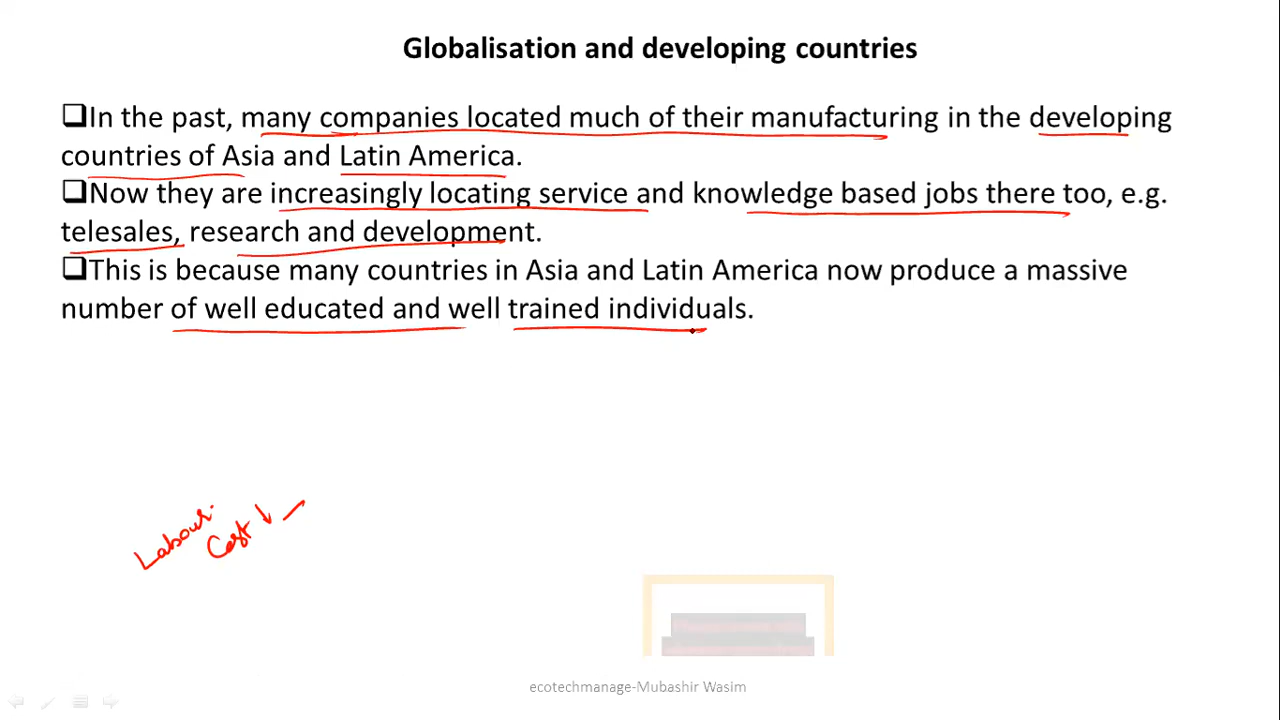 Globalisation and developing countries
❑In the past, many companies located much of their manufacturing in the developing
countries of Asia and Latin America.
❑Now they are increasingly locating service and knowledge based jobs there too, e.g.
telesales, research and development.
❑This is because many countries in Asia and Latin America now produce a massive
number of well educated and well trained individuals.
Labour
Cost ↓
ecotechmanage-Mubashir Wasim